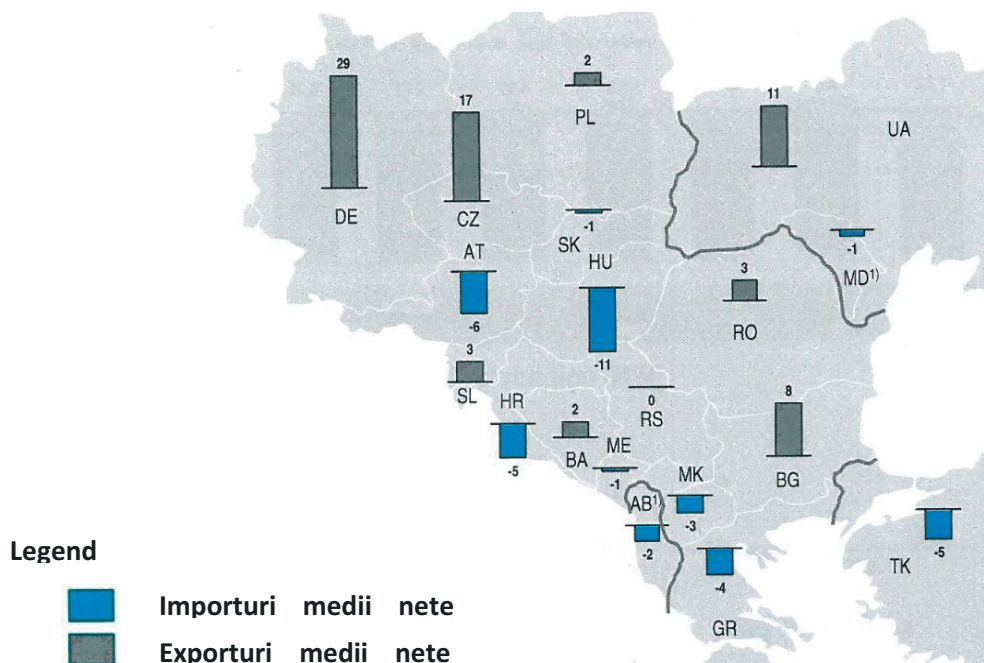 29
17
2
11
PL
UA
DE
CZ
-1
SK
AT
HU
-1
MD¹⁾
3
RO
-6
-11
3
SL
HR
0
RS
8
2
BA
ME
-5
-1
MK
BG
AB¹⁾
-3
-2
-5
TK
-4
GR
Legend
Importuri medii nete
Exporturi medii nete